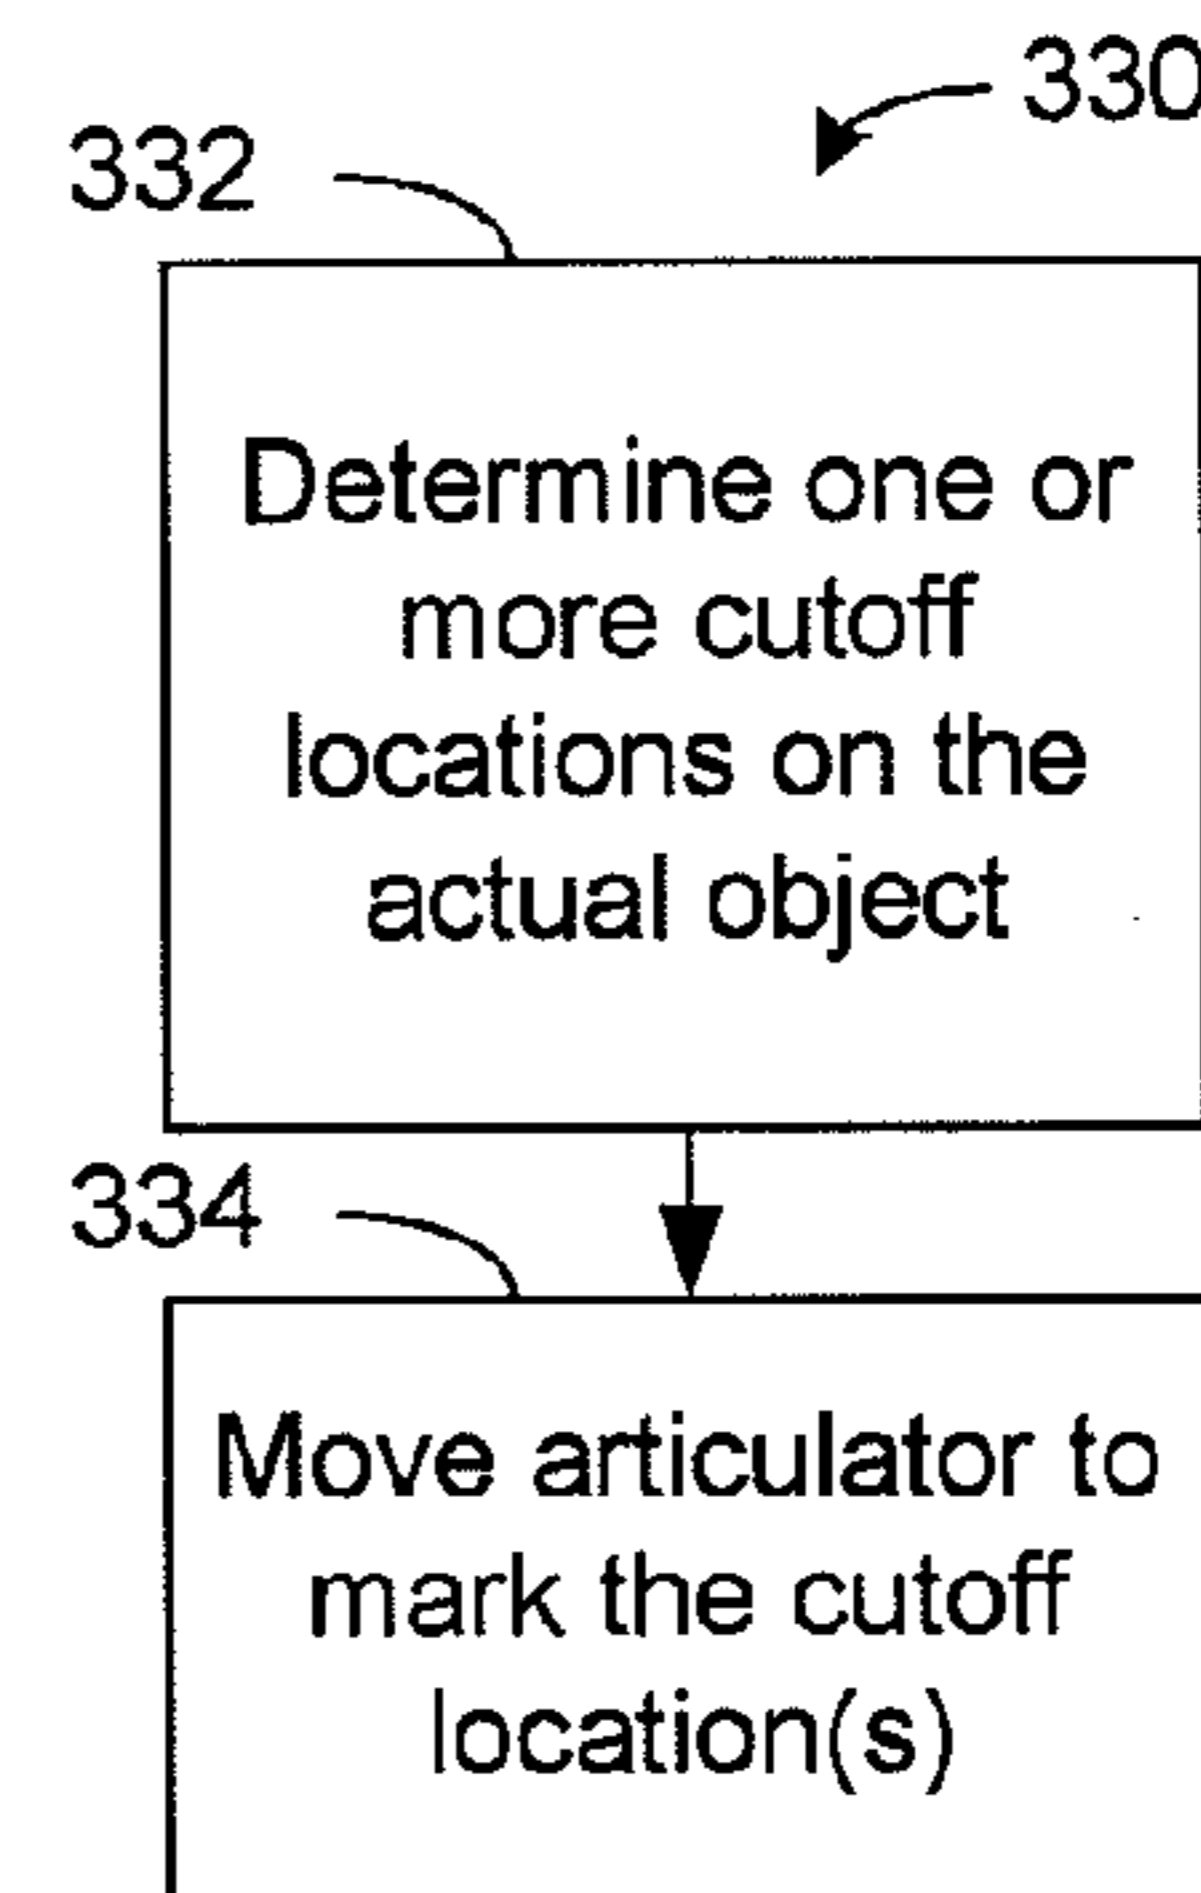 330
332
Determine one or
more cutoff
locations on the
actual object
334
Move articulator to
mark the cutoff
location(s)